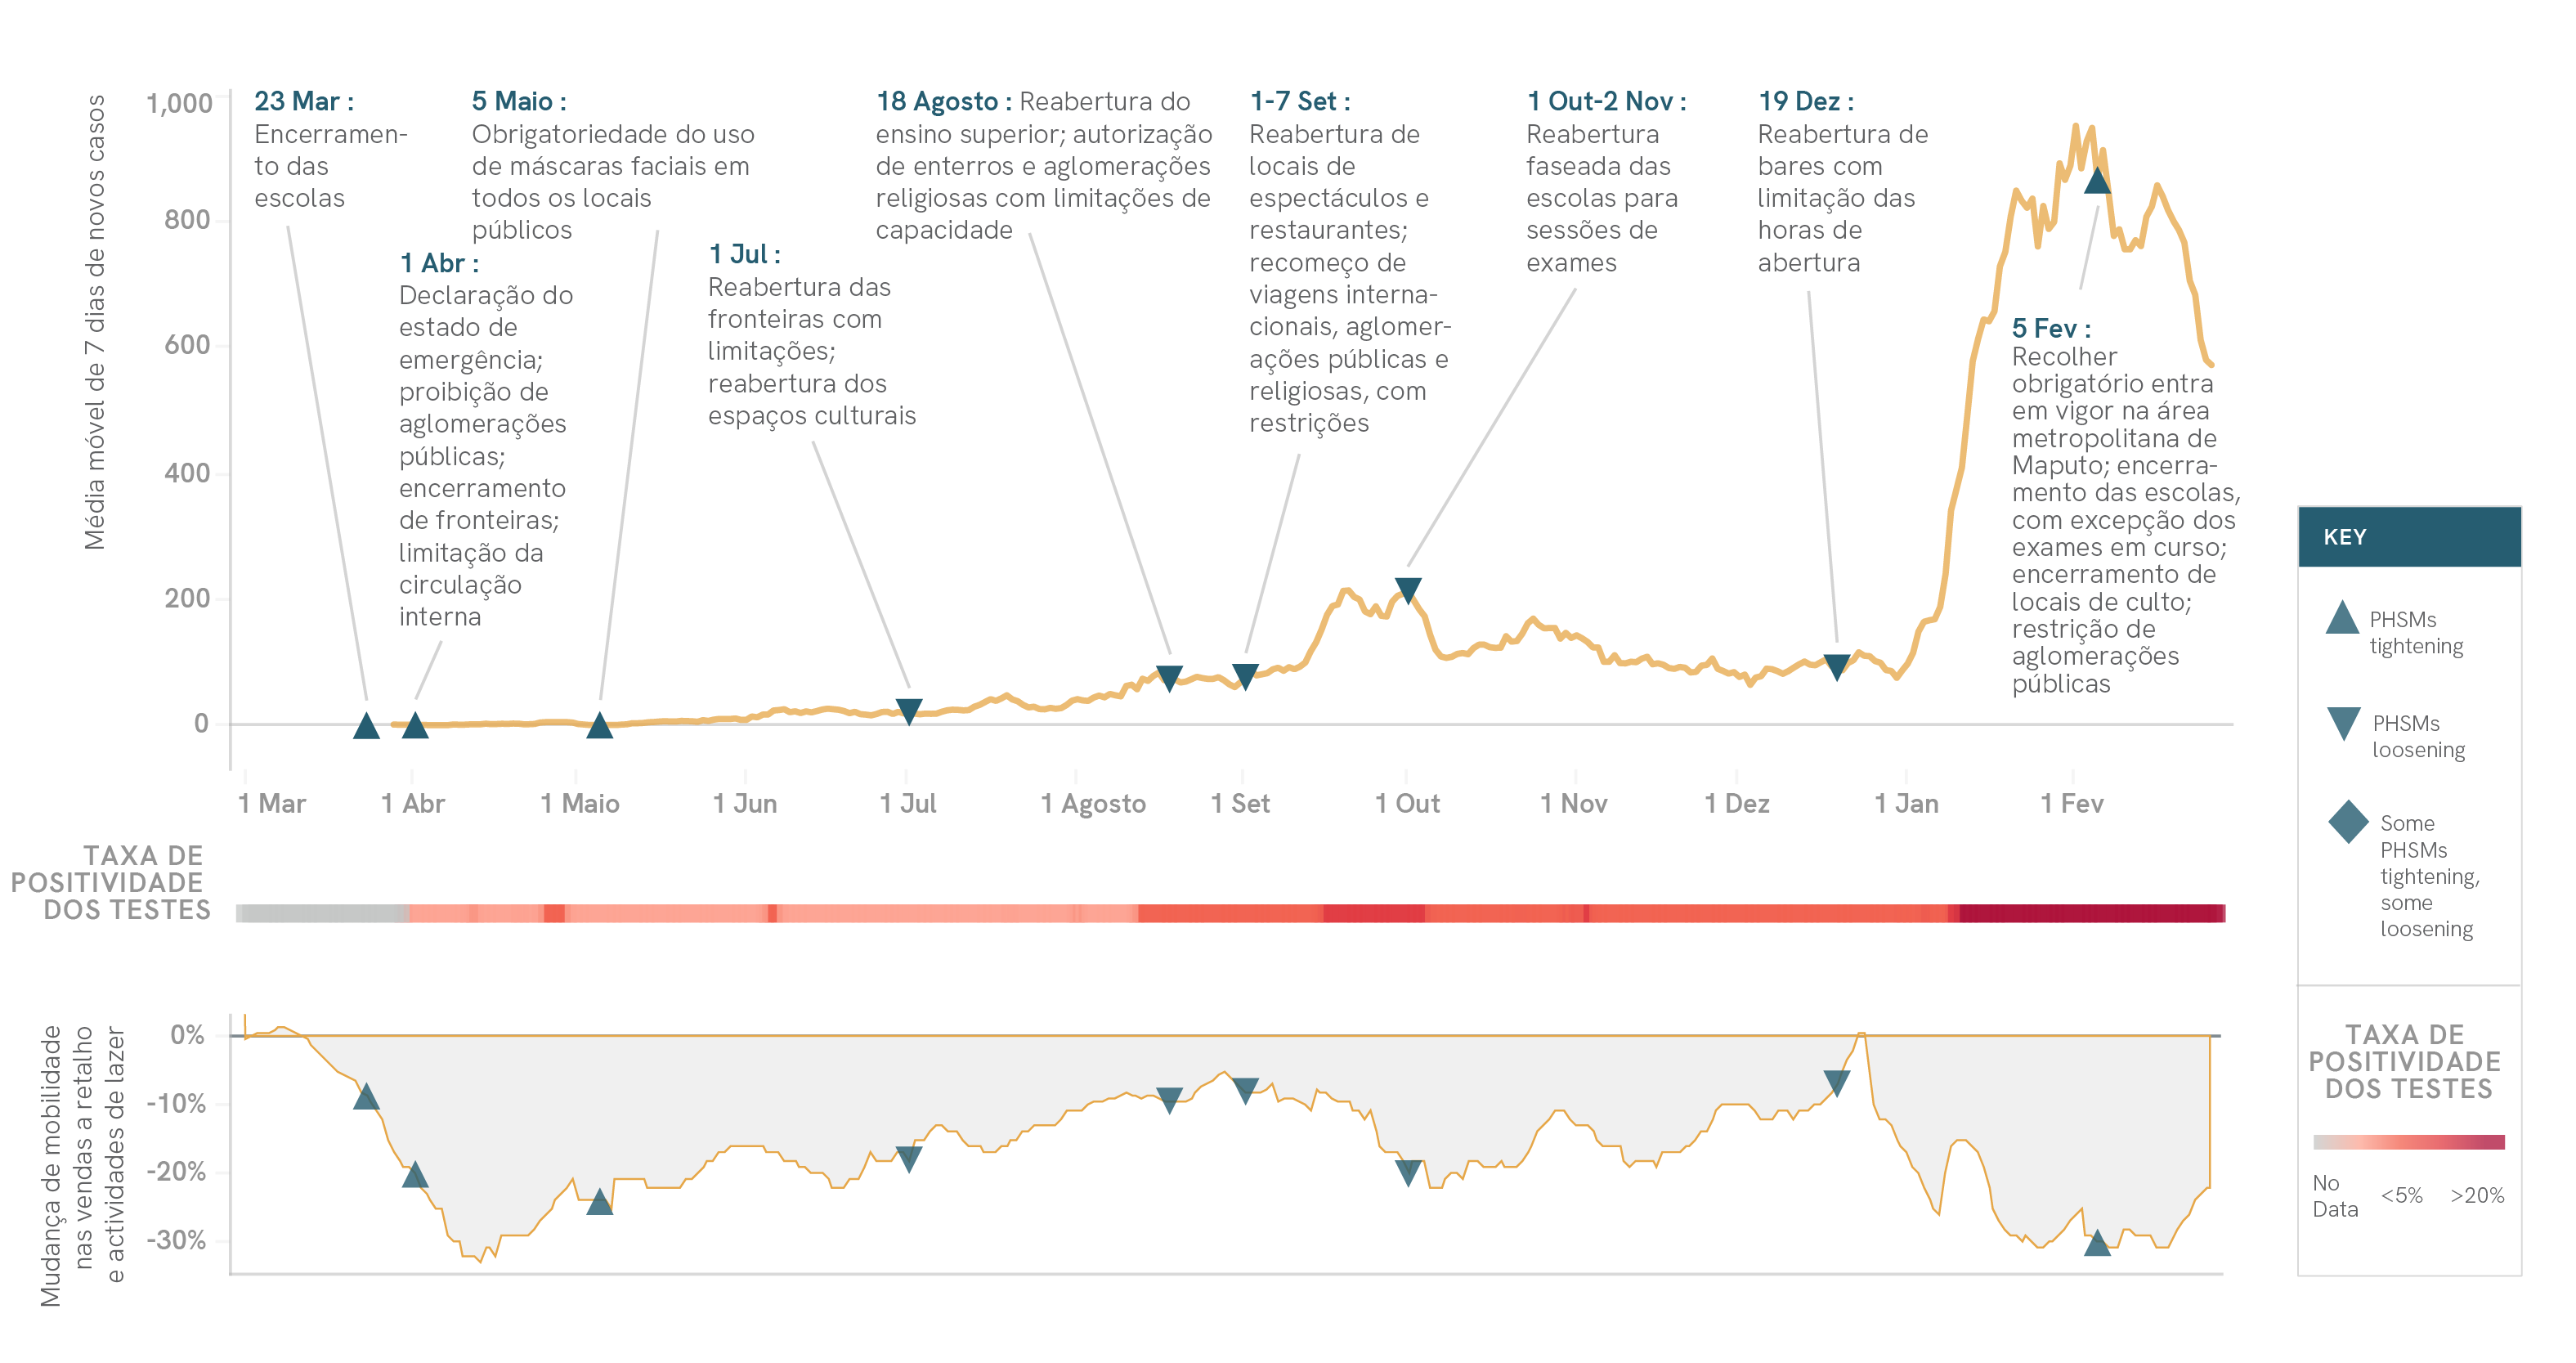 Média móvel de 7 dias de novos casos
1,000
800
600
400
200
0
23 Mar :
Encerramen-
to das
escolas
1 Abr :
Declaração do
estado de
emergência;
proibição de
aglomerações
públicas;
encerramento
de fronteiras;
limitação da
circulação
interna
5 Maio :
Obrigatoriedade do uso
de máscaras faciais em
todos os locais
públicos
1 Jul :
Reabertura das
fronteiras com
limitações;
reabertura dos
espaços culturais
18 Agosto : Reabertura do
ensino superior; autorização
de enterros e aglomerações
religiosas com limitações de
capacidade
1-7 Set :
Reabertura de
locais de
espectáculos e
restaurantes;
recomeço de
viagens interna-
cionais, aglomer-
ações públicas e
religiosas, com
restrições
1 Out-2 Nov :
Reabertura
faseada das
escolas para
sessões de
exames
19 Dez :
Reabertura de
bares com
limitação das
horas de
abertura
5 Fev :
Recolher
obrigatório entra
em vigor na área
metropolitana de
Maputo; encerra-
mento das escolas,
com excepção dos
exames em curso;
encerramento de
locais de culto;
restrição de
aglomerações
públicas
1 Mar
1 Abr
1 Maio
1 Jun
1 Jul
1 Agosto
1 Set
1 Out
1 Nov
1 Dez
1 Jan
1 Fev
TAXA DE
POSITIVIDADE
DOS TESTES
Mudança de mobilidade
nas vendas a retalho
e actividades de lazer
0%
-10%
-20%
-30%
KEY
PHSMs
tightening
PHSMs
loosening
Some
PHSMs
tightening,
some
loosening
TAXA DE
POSITIVIDADE
DOS TESTES
No
Data
<5%
>20%